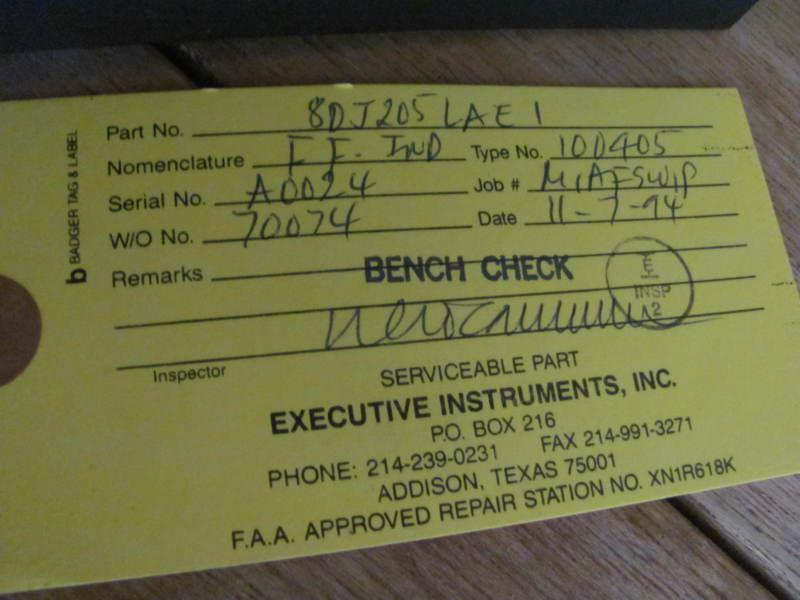 Part No. 8DJ205LAE1
Nomenclature F.F. IND Type No. 100405
Serial No. A0024 Job #
W/O No. 70074 Date 11-7-94
Remarks BENCH CHECK
INSP
2
Inspector
SERVICEABLE PART
EXECUTIVE INSTRUMENTS, INC.
P.O. BOX 216
PHONE: 214-239-0231 FAX 214-991-3271
ADDISON, TEXAS 75001
F.A.A. APPROVED REPAIR STATION NO. XN1R618K
b BADGER TAG & LABEL